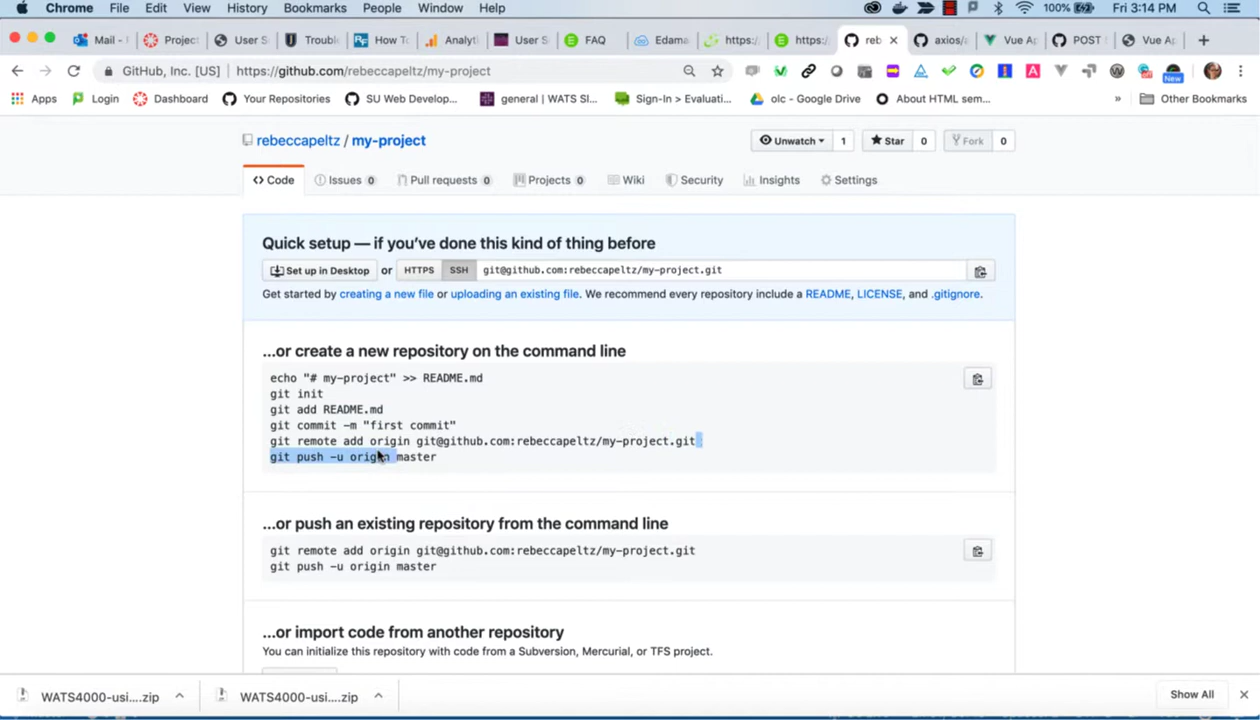 Chrome File Edit View History Bookmarks People Window Help 100% Fri 3:14 PM
Mail - Projec User S Troubl How To Analyti User S FAQ Edama https:/ https:/ reb axios/a Vue Ap POST Vue Ap
GitHub, Inc. [US] https://github.com/rebeccapeltz/my-project New
Apps Login Dashboard Your Repositories SU Web Develop... general | WATS Sl... Sign-In > Evaluati... olc - Google Drive About HTML sem... » Other Bookmarks
rebeccapeltz / my-project Unwatch 1 Star 0 Fork 0
Code Issues 0 Pull requests 0 Projects 0 Wiki Security Insights Settings
Quick setup — if you've done this kind of thing before
Set up in Desktop or HTTPS SSH git@github.com:rebeccapeltz/my-project.git
Get started by creating a new file or uploading an existing file. We recommend every repository include a README, LICENSE, and .gitignore.
...or create a new repository on the command line
echo "# my-project" >> README.md
git init
git add README.md
git commit -m "first commit"
git remote add origin git@github.com:rebeccapeltz/my-project.git
git push -u origin master
...or push an existing repository from the command line
git remote add origin git@github.com:rebeccapeltz/my-project.git
git push -u origin master
...or import code from another repository
You can initialize this repository with code from a Subversion, Mercurial, or TFS project.
WATS4000-usi....zip WATS4000-usi....zip Show All